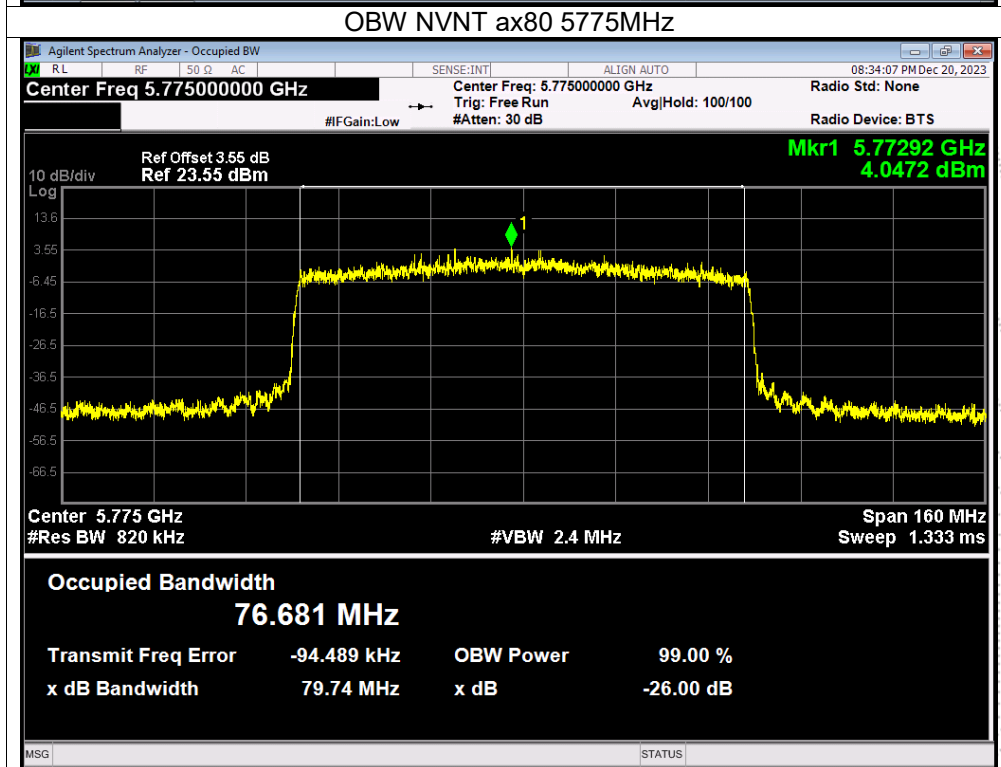 OBW NVNT ax80 5775MHz
Agilent Spectrum Analyzer - Occupied BW
LXI RL RF 50 Ω AC SENSE:INT ALIGN AUTO 08:34:07 PM Dec 20, 2023
Center Freq 5.775000000 GHz Center Freq: 5.775000000 GHz Radio Std: None
Trig: Free Run Avg|Hold: 100/100
#IFGain:Low #Atten: 30 dB Radio Device: BTS
Ref Offset 3.55 dB Mkr1 5.77292 GHz
10 dB/div Ref 23.55 dBm 4.0472 dBm
Log
13.6
1
3.55
-6.45
-16.5
-26.5
-36.5
-46.5
-56.5
-66.5
Center 5.775 GHz Span 160 MHz
#Res BW 820 kHz #VBW 2.4 MHz Sweep 1.333 ms
Occupied Bandwidth
76.681 MHz
Transmit Freq Error -94.489 kHz OBW Power 99.00 %
x dB Bandwidth 79.74 MHz x dB -26.00 dB
MSG STATUS